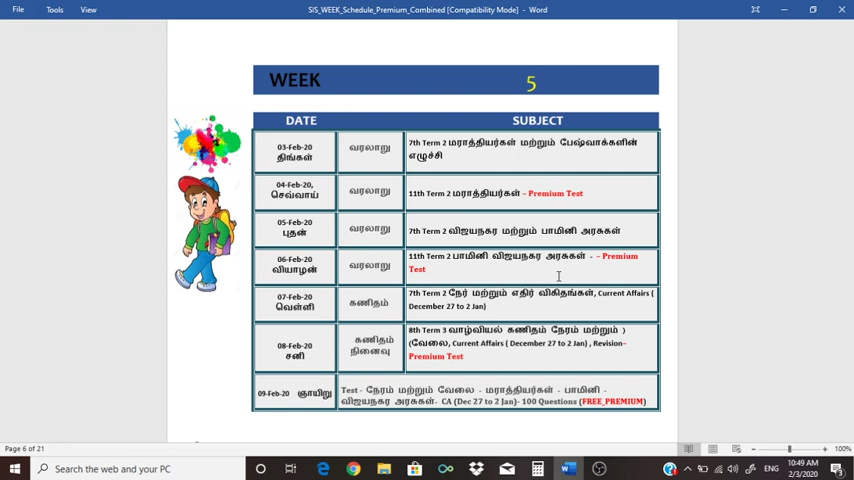 File Tools View SIS_WEEK_Schedule_Premium_Combined [Compatibility Mode] - Word
WEEK 5
DATE SUBJECT
03-Feb-20
திங்கள்
வரலாறு
7th Term 2 மராத்தியர்கள் மற்றும் பேஷ்வாக்களின்
எழுச்சி
04-Feb-20,
செவ்வாய்
வரலாறு
11th Term 2 மராத்தியர்கள் – Premium Test
05-Feb-20
புதன்
வரலாறு
7th Term 2 விஜயநகர மற்றும் பாமினி அரசுகள்
06-Feb-20
வியாழன்
வரலாறு
11th Term 2 பாமினி விஜயநகர அரசுகள் - – Premium
Test
07-Feb-20
வெள்ளி
கணிதம்
7th Term 2 நேர் மற்றும் எதிர் விகிதங்கள், Current Affairs (
December 27 to 2 Jan)
08-Feb-20
சனி
கணிதம்
நினைவு
8th Term 3 வாழ்வியல் கணிதம் நேரம் மற்றும் )
(வேலை, Current Affairs ( December 27 to 2 Jan) , Revision–
Premium Test
09-Feb-20 ஞாயிறு
Test - நேரம் மற்றும் வேலை - மராத்தியர்கள் - பாமினி -
விஜயநகர அரசுகள்- CA (Dec 27 to 2 Jan)- 100 Questions (FREE_PREMIUM)
Page 6 of 21 100%
Search the web and your PC
ENG
10:49 AM
2/3/2020